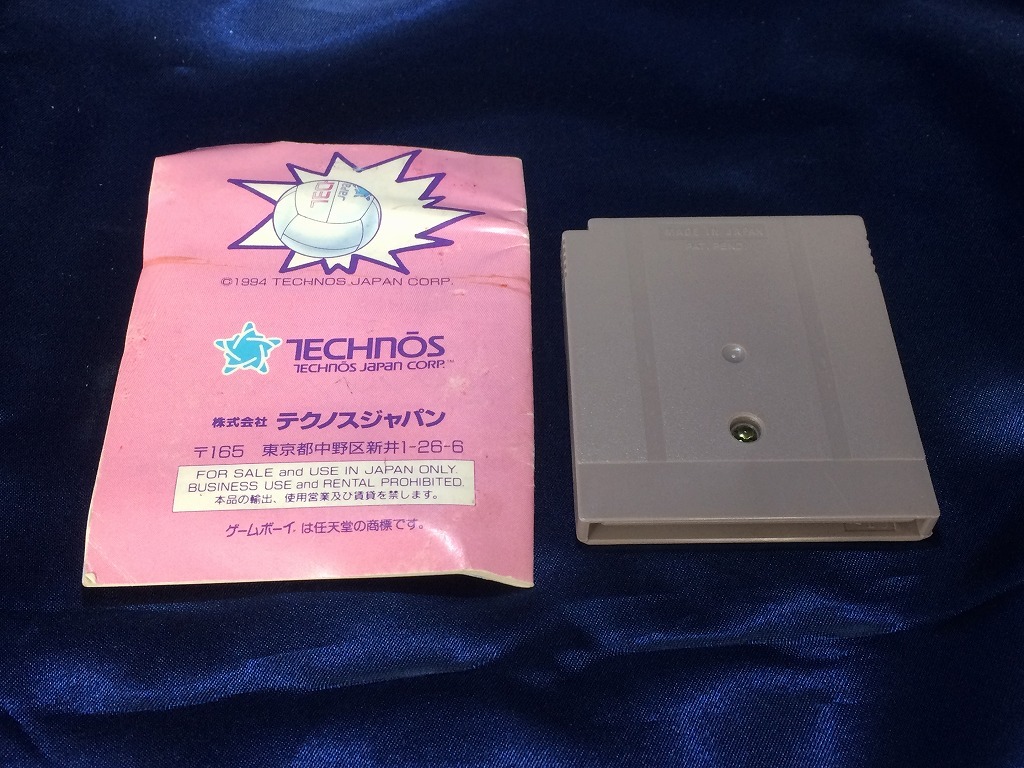 ©1994 TECHNOS JAPAN CORP.
TECHNŌS
TECHNŌS JAPAN CORP.™
株式会社 テクノスジャパン
〒165 東京都中野区新井1-26-6
FOR SALE and USE IN JAPAN ONLY.
BUSINESS USE and RENTAL PROHIBITED.
本品の輸出、使用営業及び賃貸を禁します。
ゲームボーイ は任天堂の商標です。
MADE IN JAPAN